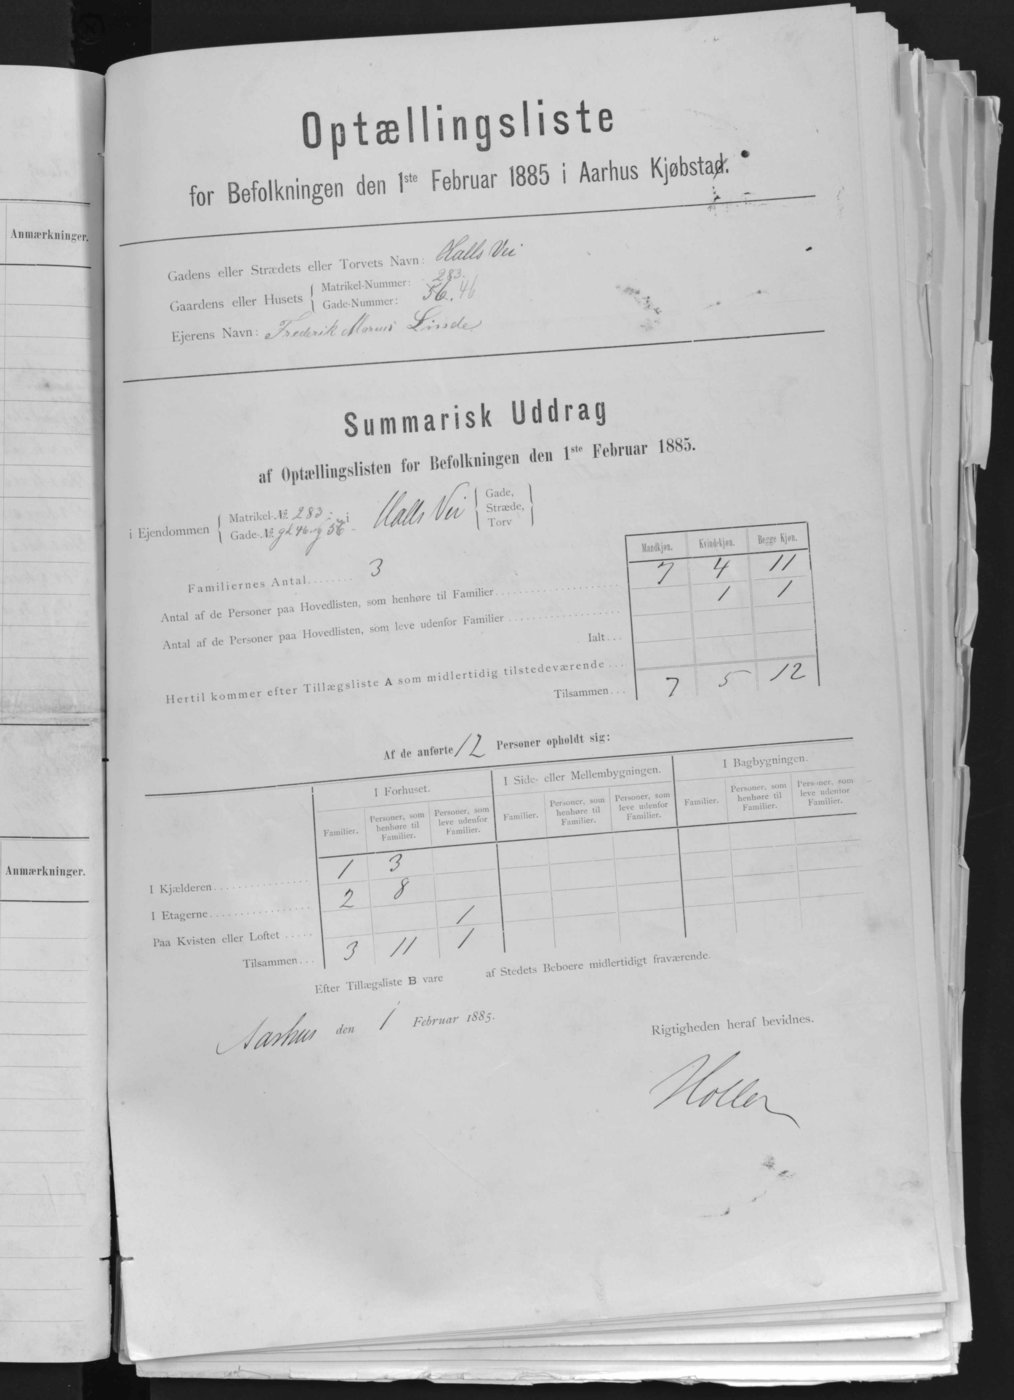 Anmærkninger.
Anmærkninger.
Optællingsliste
for Befolkningen den 1ste Februar 1885 i Aarhus Kjøbstad.
Gadens eller Strædets eller Torvets Navn: Halls Vei
Gaardens eller Husets { Matrikel-Nummer: 283.
Gade-Nummer: 56. 46
Ejerens Navn: Frederik Linde
Summarisk Uddrag
af Optællingslisten for Befolkningen den 1ste Februar 1885.
i Ejendommen { Matrikel-№ 283 i Halls Vei { Gade, Stræde, Torv }
Gade-№ gl 46 - 56
Mandkjøn. Kvindekjøn. Begge Kjøn.
Familiernes Antal 3
Antal af de Personer paa Hovedlisten, som henhøre til Familier 7 4 11
Antal af de Personer paa Hovedlisten, som leve udenfor Familier 1 1
Ialt
Hertil kommer efter Tillægsliste A som midlertidig tilstedeværende
Tilsammen 7 5 12
Af de anførte 12 Personer opholdt sig:
I Forhuset. I Side- eller Mellembygningen. I Bagbygningen.
Familier. Personer, som henhøre til Familier. Personer, som leve udenfor Familier. Familier. Personer, som henhøre til Familier. Personer, som leve udenfor Familier. Familier. Personer, som henhøre til Familier. Personer, som leve udenfor Familier.
I Kjælderen 1 3
I Etagerne 2 8
Paa Kvisten eller Loftet 1
Tilsammen 3 11 1
Efter Tillægsliste B vare af Stedets Beboere midlertidigt fraværende.
Aarhus den 1 Februar 1885.
Rigtigheden heraf bevidnes.
Holler